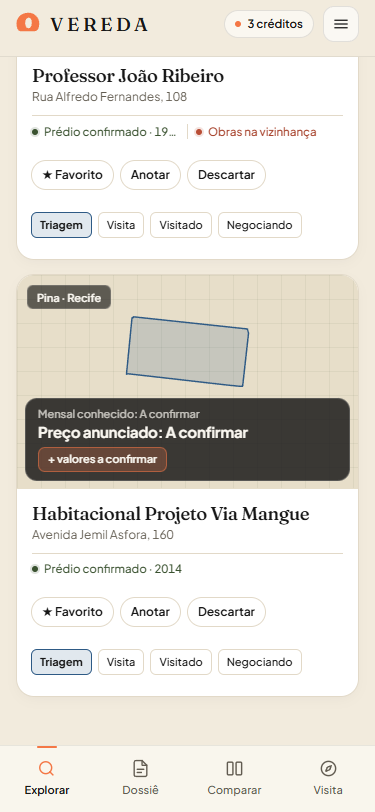 VEREDA
3 créditos
Professor João Ribeiro
Rua Alfredo Fernandes, 108
Prédio confirmado · 19...
Obras na vizinhança
★ Favorito
Anotar
Descartar
Triagem
Visita
Visitado
Negociando
Pina · Recife
Mensal conhecido: A confirmar
Preço anunciado: A confirmar
+ valores a confirmar
Habitacional Projeto Via Mangue
Avenida Jemil Asfora, 160
Prédio confirmado · 2014
★ Favorito
Anotar
Descartar
Triagem
Visita
Visitado
Negociando
Explorar
Dossiê
Comparar
Visita